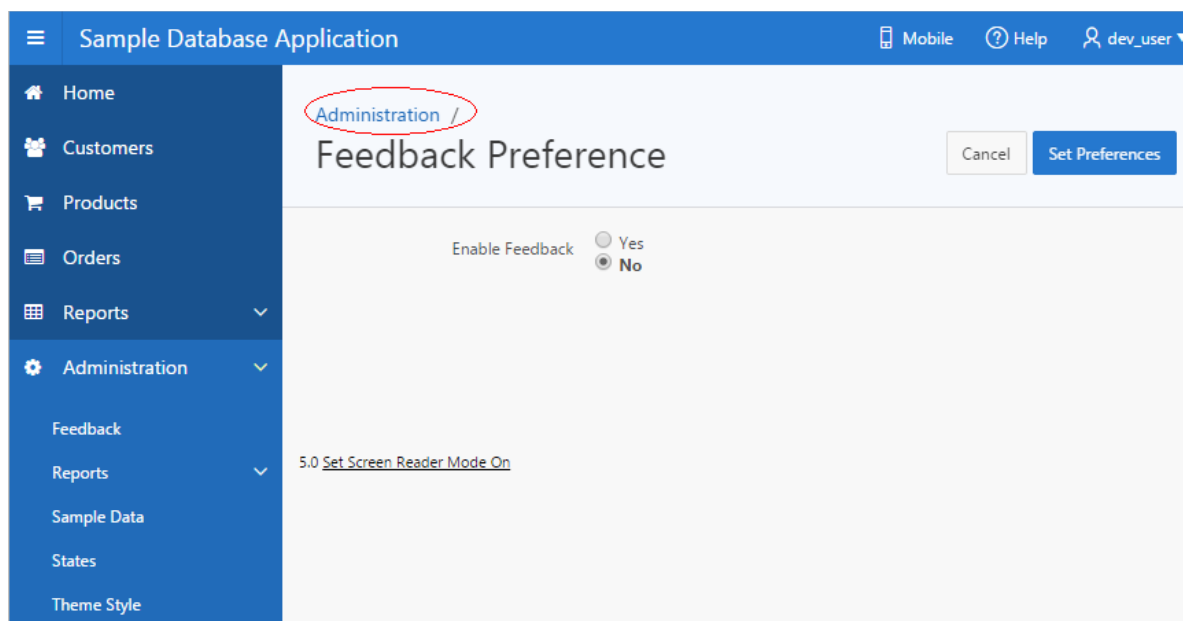 Sample Database Application
Mobile
Help
dev_user
Home
Customers
Products
Orders
Reports
Administration
Feedback
Reports
Sample Data
States
Theme Style
Administration /
Feedback Preference
Cancel
Set Preferences
Enable Feedback
Yes
No
5.0 Set Screen Reader Mode On